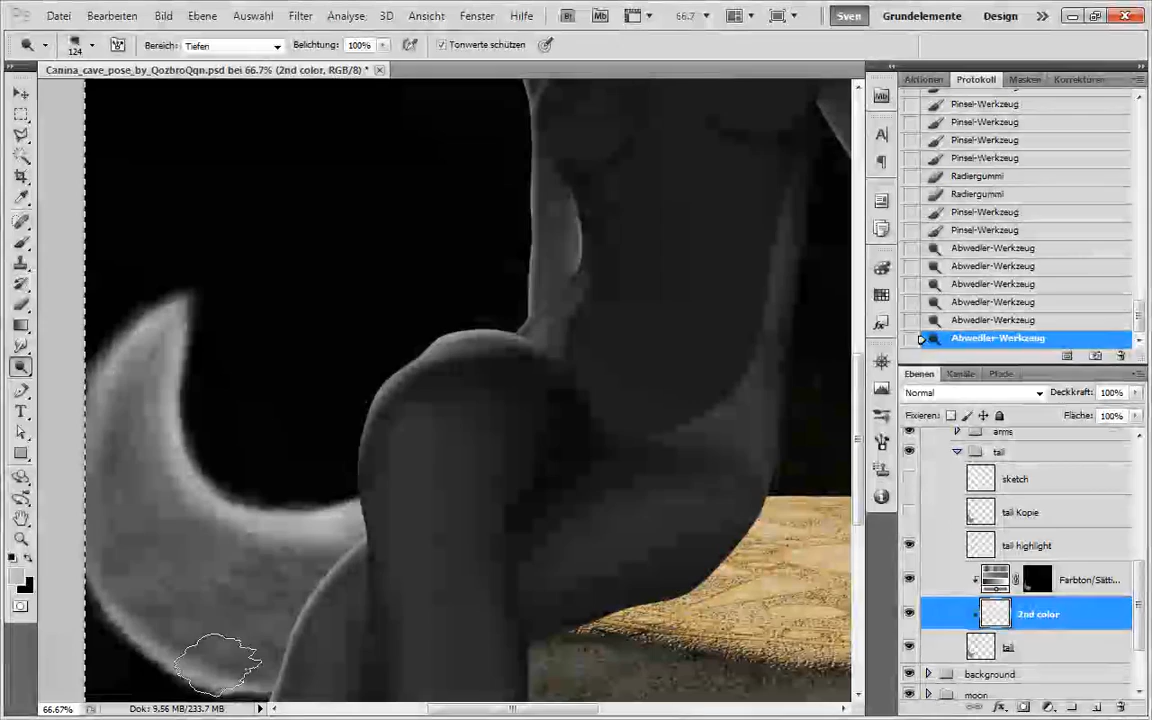 Ps Datei Bearbeiten Bild Ebene Auswahl Filter Analyse 3D Ansicht Fenster Hilfe Br Mb 66.7 Sven Grundelemente Design
124 Bereich: Tiefen Belichtung: 100% Tonwerte schützen
Canina_cave_pose_by_QozbroQqn.psd bei 66.7% (2nd color, RGB/8) *
Aktionen Protokoll Masken Korrekturen
Pinsel-Werkzeug
Pinsel-Werkzeug
Pinsel-Werkzeug
Pinsel-Werkzeug
Radiergummi
Radiergummi
Pinsel-Werkzeug
Pinsel-Werkzeug
Abwedler-Werkzeug
Abwedler-Werkzeug
Abwedler-Werkzeug
Abwedler-Werkzeug
Abwedler-Werkzeug
Abwedler-Werkzeug
Ebenen Kanäle Pfade
Normal Deckkraft: 100%
Fixieren: Fläche: 100%
arms
tail
sketch
tail Kopie
tail highlight
Farbton/Sätti...
2nd color
tail
background
moon
66.67% Dok: 9,56 MB/233,7 MB